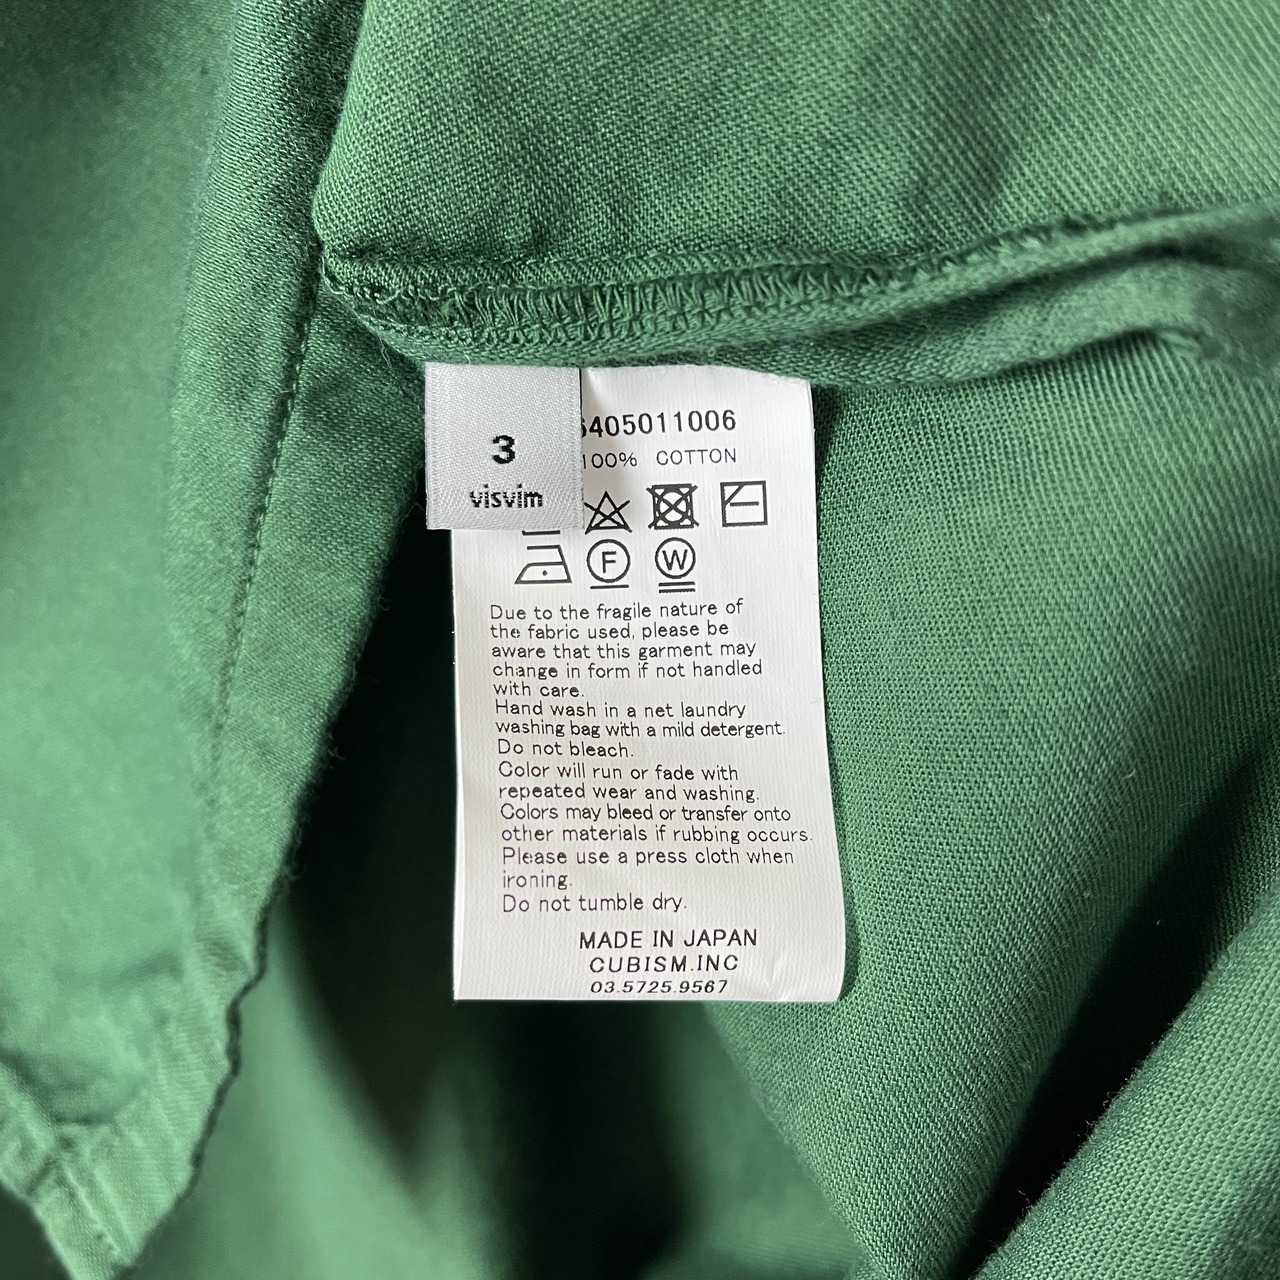 3
visvim
6405011006
100% COTTON
F
W
Due to the fragile nature of
the fabric used, please be
aware that this garment may
change in form if not handled
with care.
Hand wash in a net laundry
washing bag with a mild detergent.
Do not bleach.
Color will run or fade with
repeated wear and washing.
Colors may bleed or transfer onto
other materials if rubbing occurs.
Please use a press cloth when
ironing.
Do not tumble dry.
MADE IN JAPAN
CUBISM.INC
03.5725.9567